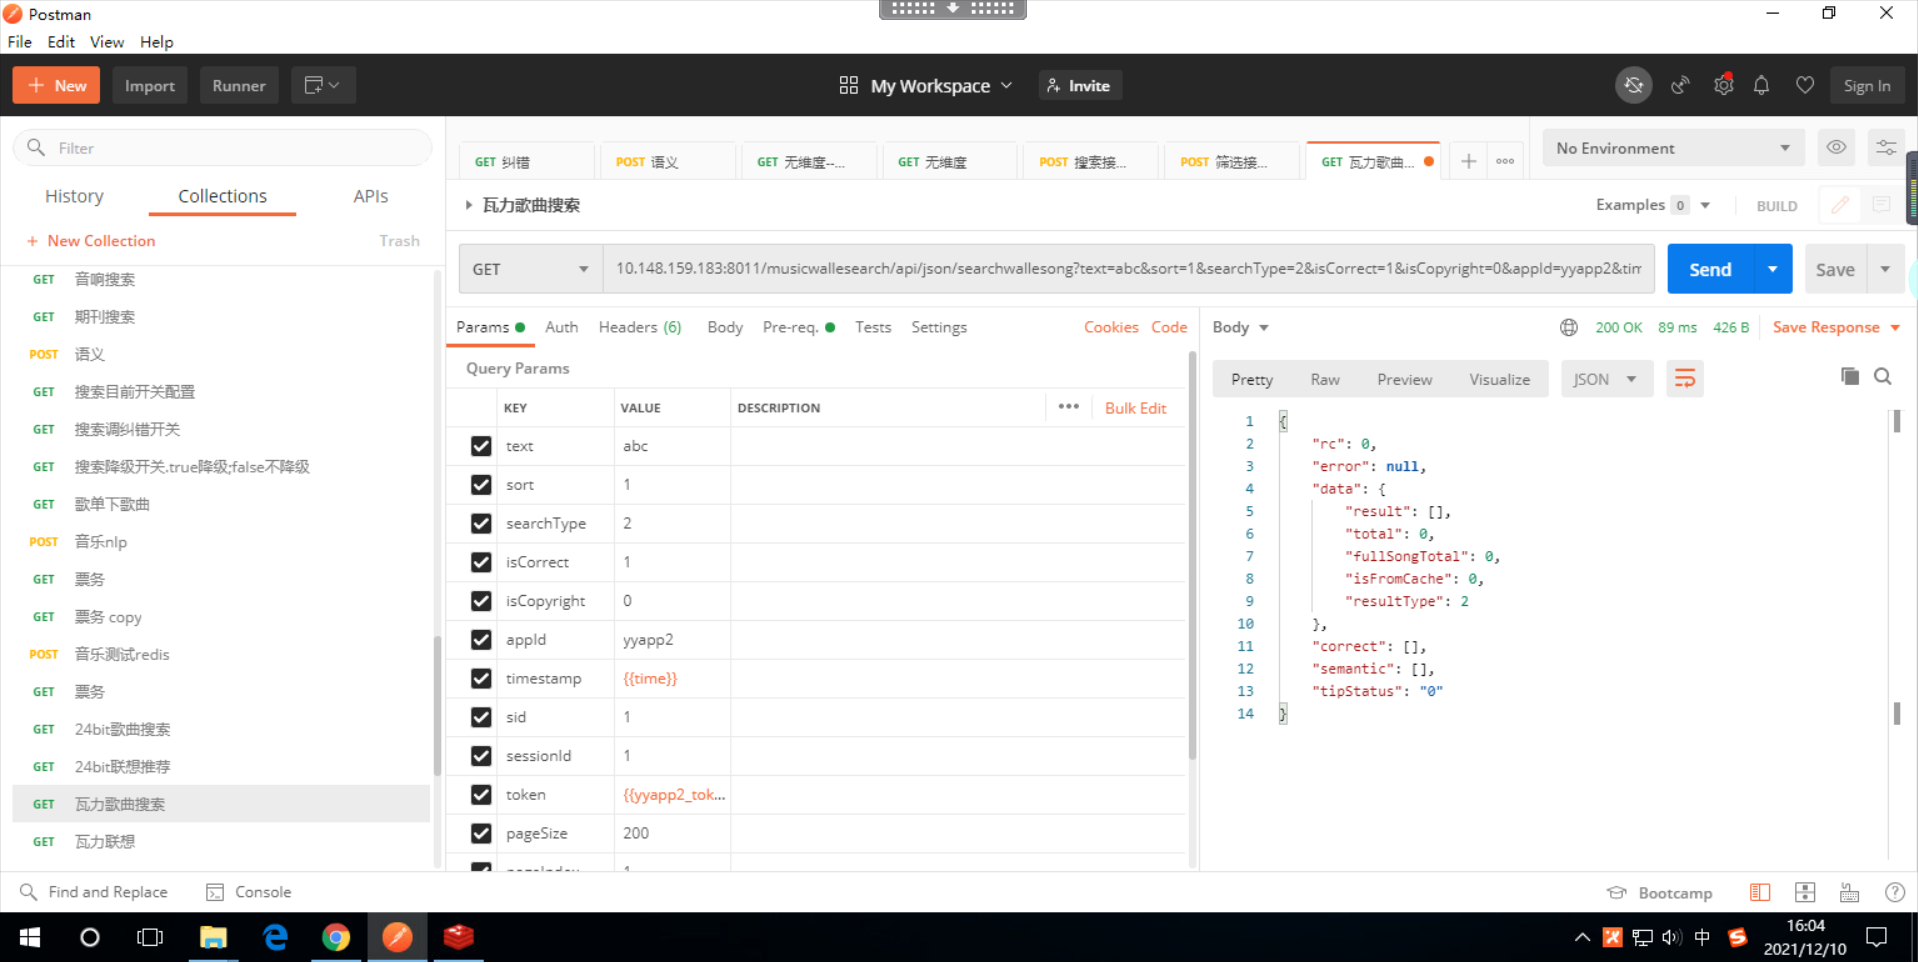 Postman
File Edit View Help
New Import Runner My Workspace Invite Sign In
Filter
History Collections APIs
+ New Collection Trash
GET 音响搜索
GET 期刊搜索
POST 语义
GET 搜索目前开关配置
GET 搜索调纠错开关
GET 搜索降级开关.true降级;false不降级
GET 歌单下歌曲
POST 音乐nlp
GET 票务
GET 票务 copy
POST 音乐测试redis
GET 票务
GET 24bit歌曲搜索
GET 24bit联想推荐
GET 瓦力歌曲搜索
GET 瓦力联想
GET 纠错 POST 语义 GET 无维度--... GET 无维度 POST 搜索接... POST 筛选接... GET 瓦力歌曲...
No Environment
瓦力歌曲搜索 Examples 0 BUILD
GET 10.148.159.183:8011/musicwallesearch/api/json/searchwallesong?text=abc&sort=1&searchType=2&isCorrect=1&isCopyright=0&appId=yyapp2&tim Send Save
Params Auth Headers (6) Body Pre-req. Tests Settings Cookies Code
Query Params
KEY VALUE DESCRIPTION ••• Bulk Edit
text abc
sort 1
searchType 2
isCorrect 1
isCopyright 0
appId yyapp2
timestamp {{time}}
sid 1
sessionId 1
token {{yyapp2_tok...
pageSize 200
Body 200 OK 89 ms 426 B Save Response
Pretty Raw Preview Visualize JSON
1 {
2 "rc": 0,
3 "error": null,
4 "data": {
5 "result": [],
6 "total": 0,
7 "fullSongTotal": 0,
8 "isFromCache": 0,
9 "resultType": 2
10 },
11 "correct": [],
12 "semantic": [],
13 "tipStatus": "0"
14 }
Find and Replace Console Bootcamp
中
16:04
2021/12/10